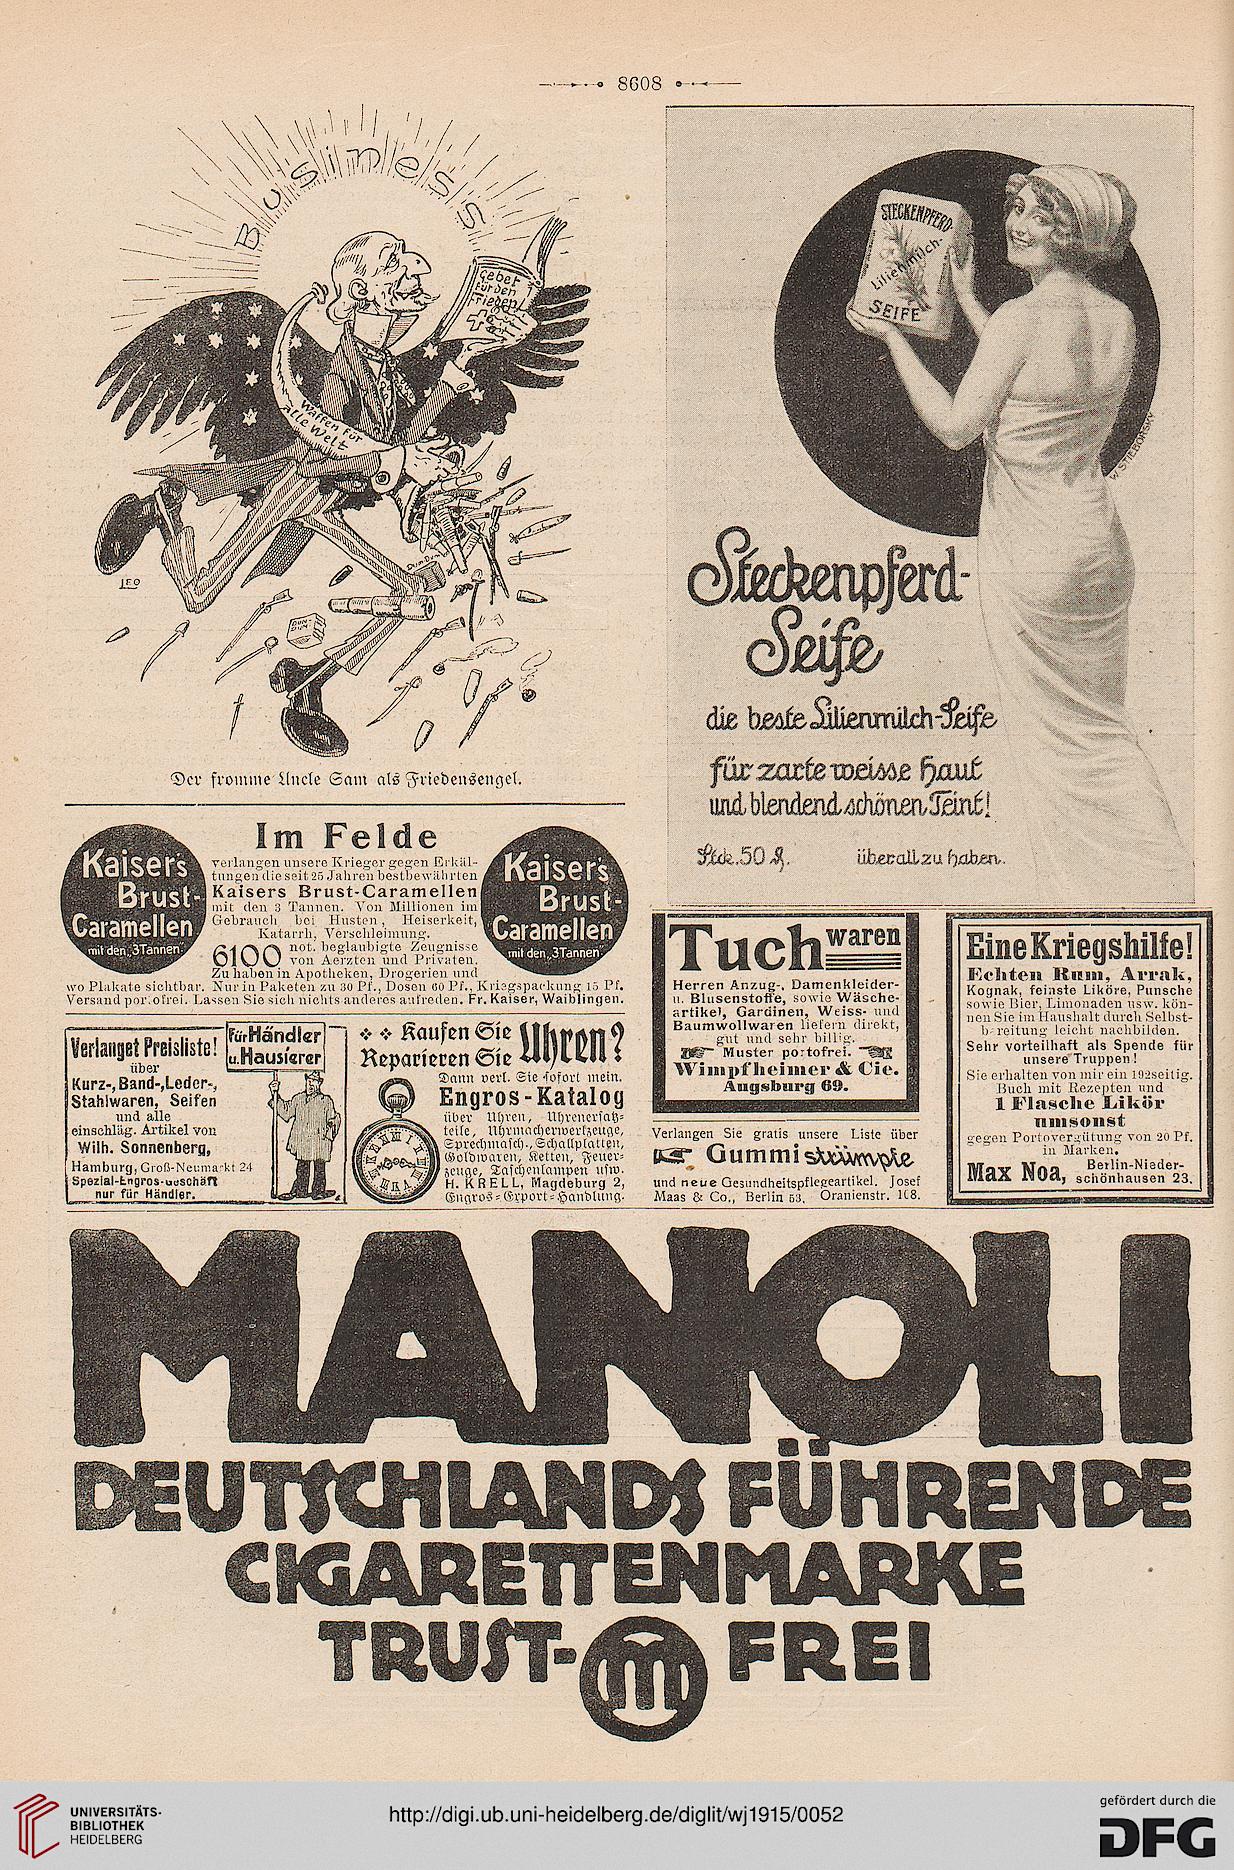 8608
Business
Gebet
für den
Frieden!
Waffen für
alle Welt
Dum Dum
DUM
DUM
LEO
Der fromme Uncle Sam als Friedensengel.
STECKENPFERD-
Lilienmilch-
SEIFE
W. STIEBORSKY
Steckenpferd-
Seife
die beste Lilienmilch-Seife
für zarte weisse Haut
und blendend schönen Teint!
Stck. 50 ₰. überall zu haben.
Kaiser's
Brust-
Caramellen
mit den „3 Tannen"
Im Felde
verlangen unsere Krieger gegen Erkäl-
tungen die seit 25 Jahren bestbewährten
Kaisers Brust-Caramellen
mit den 3 Tannen. Von Millionen im
Gebrauch bei Husten, Heiserkeit,
Katarrh, Verschleimung.
6100 not. beglaubigte Zeugnisse
von Aerzten und Privaten.
Zu haben in Apotheken, Drogerien und
wo Plakate sichtbar. Nur in Paketen zu 30 Pf., Dosen 60 Pf., Kriegspackung 15 Pf.
Versand portofrei. Lassen Sie sich nichts anderes aufreden. Fr. Kaiser, Waiblingen.
Kaiser's
Brust-
Caramellen
mit den „3 Tannen"
Verlanget Preisliste!
über
Kurz-, Band-, Leder-,
Stahlwaren, Seifen
und alle
einschläg. Artikel von
Wilh. Sonnenberg,
Hamburg, Groß-Neumarkt 24
Spezial-Engros-Geschäft
nur für Händler.
Für Händler
u. Hausierer
Kaufen Sie
Reparieren Sie Uhren?
Dann verl. Sie sofort mein.
Engros-Katalog
über Uhren, Uhrenersatz-
teile, Uhrmacherwerkzeuge,
Sprechmasch., Schallplatten,
Goldwaren, Ketten, Feuer-
zeuge, Taschenlampen usw.
H. KRELL, Magdeburg 2,
Engros-Export-Handlung.
Tuchwaren
Herren Anzug-, Damenkleider-
u. Blusenstoffe, sowie Wäsche-
artikel, Gardinen, Weiss- und
Baumwollwaren liefern direkt,
gut und sehr billig.
Muster portofrei.
Wimpfheimer & Cie.
Augsburg 69.
Verlangen Sie gratis unsere Liste über
Gummistrümpfe
und neue Gesundheitspflegeartikel. Josef
Maas & Co., Berlin 53, Oranienstr. 108.
Eine Kriegshilfe!
Echten Rum, Arrak,
Kognak, feinste Liköre, Punsche
sowie Bier, Limonaden usw. kön-
nen Sie im Haushalt durch Selbst-
bereitung leicht nachbilden.
Sehr vorteilhaft als Spende für
unsere Truppen!
Sie erhalten von mir ein 192seitig.
Buch mit Rezepten und
1 Flasche Likör
umsonst
gegen Portovergütung von 20 Pf.
in Marken.
Max Noa, Berlin-Nieder-
schönhausen 23.
MANOLI
DEUTSCHLANDS FÜHRENDE
CIGARETTENMARKE
TRUST-M FREI
UNIVERSITÄTS-
BIBLIOTHEK
HEIDELBERG
http://digi.ub.uni-heidelberg.de/diglit/wj1915/0052
gefördert durch die
DFG